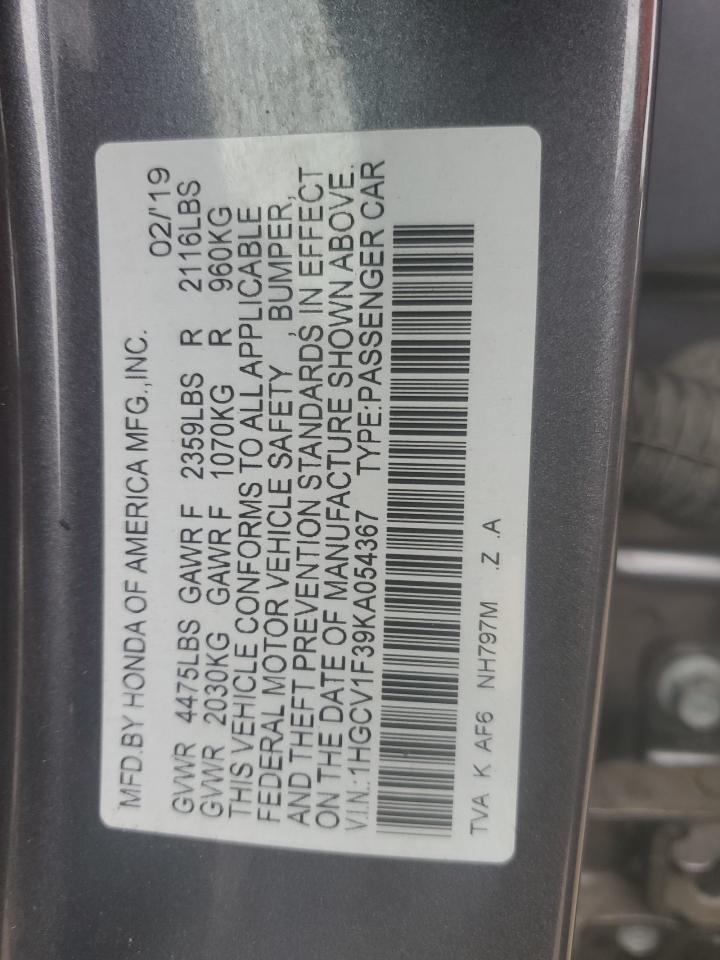 MFD.BY HONDA OF AMERICA MFG.,INC. 02/'19
GVWR 4475LBS GAWR F 2359LBS R 2116LBS
GVWR 2030KG GAWR F 1070KG R 960KG
THIS VEHICLE CONFORMS TO ALL APPLICABLE
FEDERAL MOTOR VEHICLE SAFETY , BUMPER,
AND THEFT PREVENTION STANDARDS, IN EFFECT
ON THE DATE OF MANUFACTURE SHOWN ABOVE.
V.I.N.:1HGCV1F39KA054367 TYPE:PASSENGER CAR
TVA K AF6 NH797M .Z .A